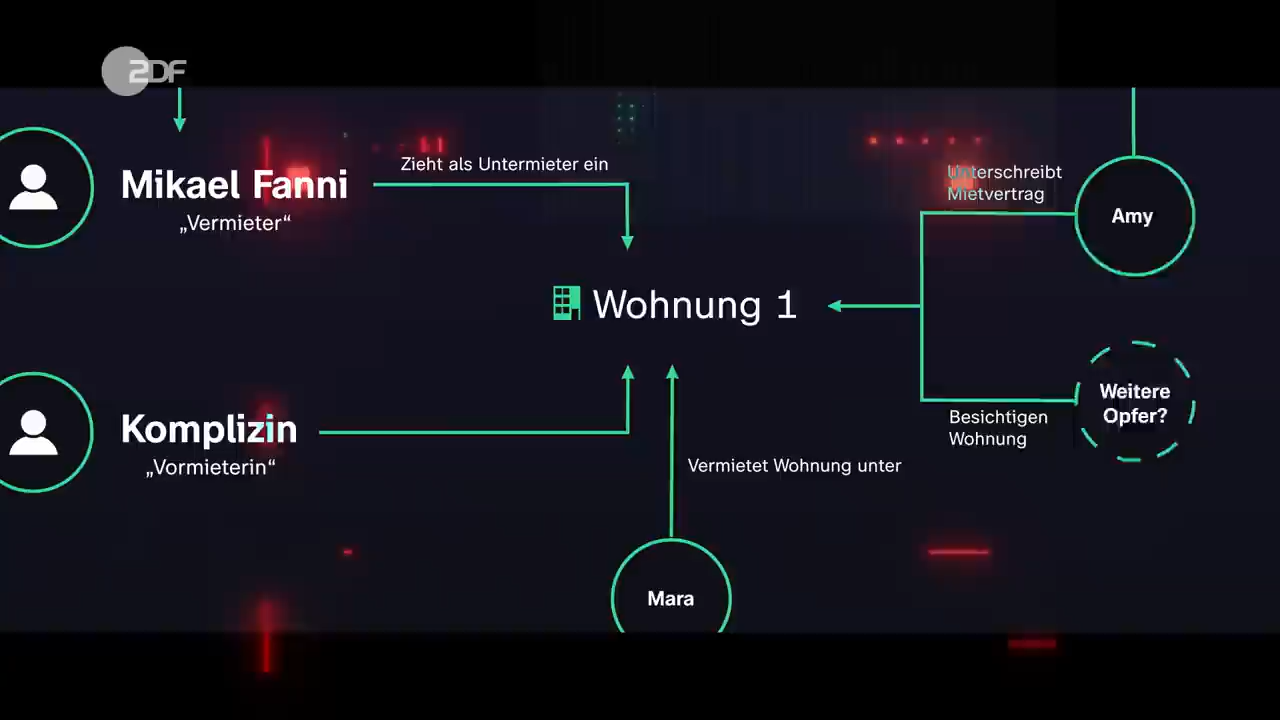 ZDF
Zieht als Untermieter ein
Mikael Fanni
„Vermieter“
Unterschreibt
Mietvertrag
Amy
Wohnung 1
Weitere
Opfer?
Besichtigen
Wohnung
Komplizin
„Vormieterin“
Vermietet Wohnung unter
Mara